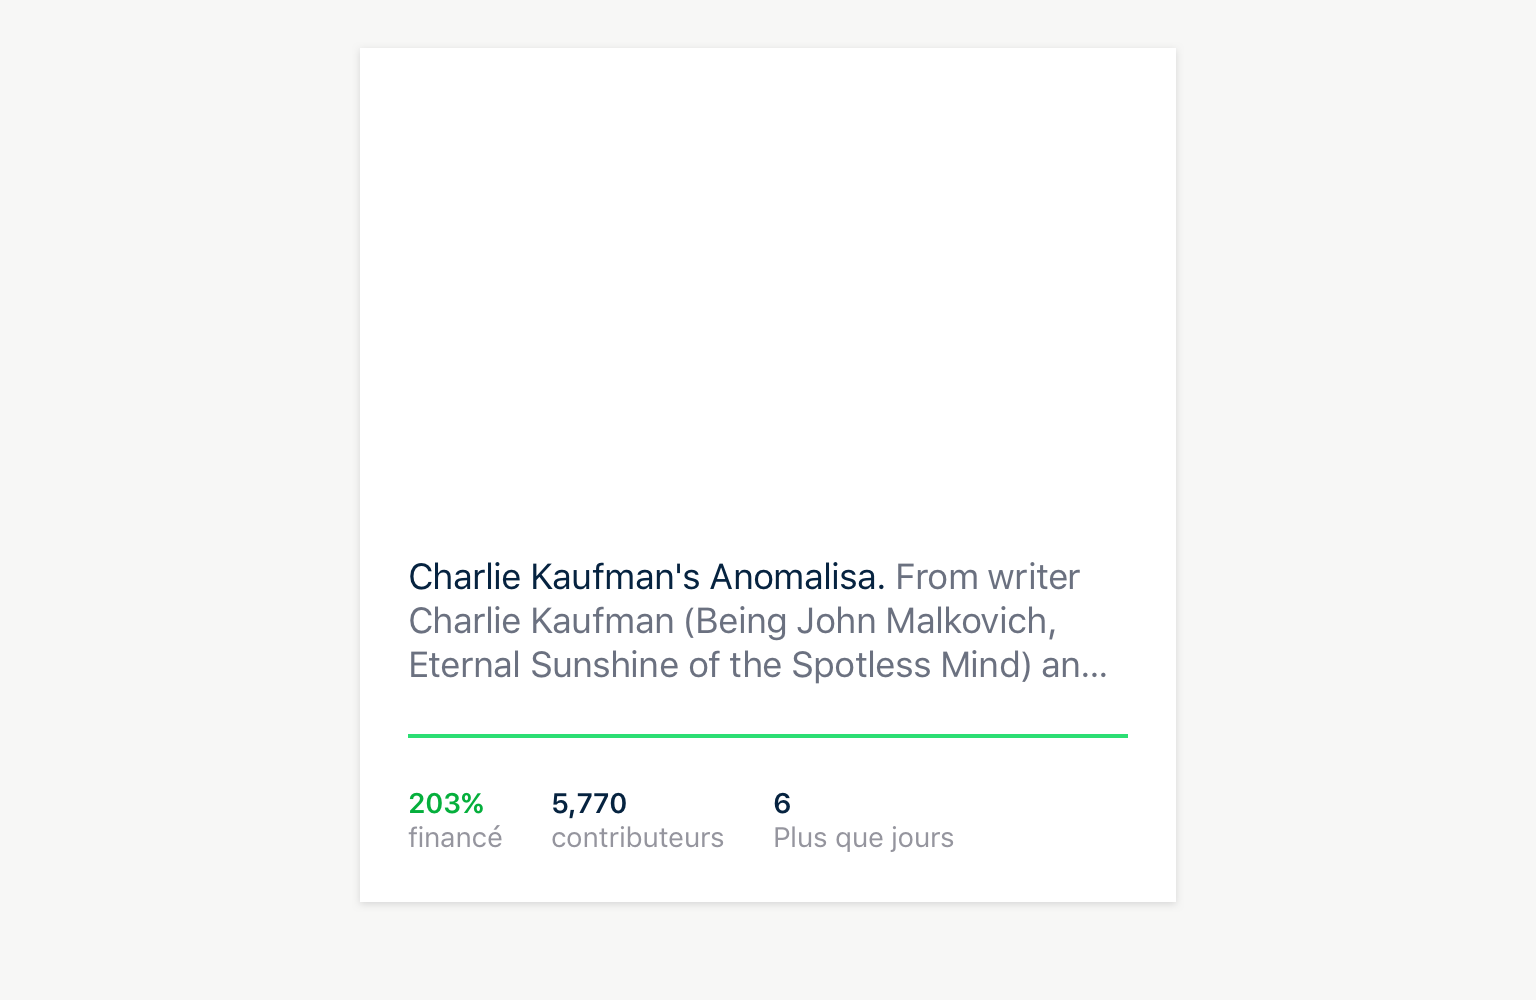 Charlie Kaufman's Anomalisa. From writer
Charlie Kaufman (Being John Malkovich,
Eternal Sunshine of the Spotless Mind) an...
203%
financé
5,770
contributeurs
6
Plus que jours